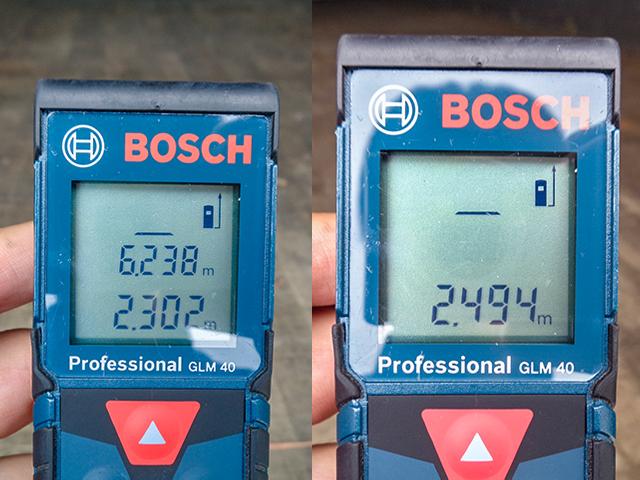 BOSCH
6.238 m
2.302 m
Professional GLM 40
BOSCH
2.494 m
Professional GLM 40